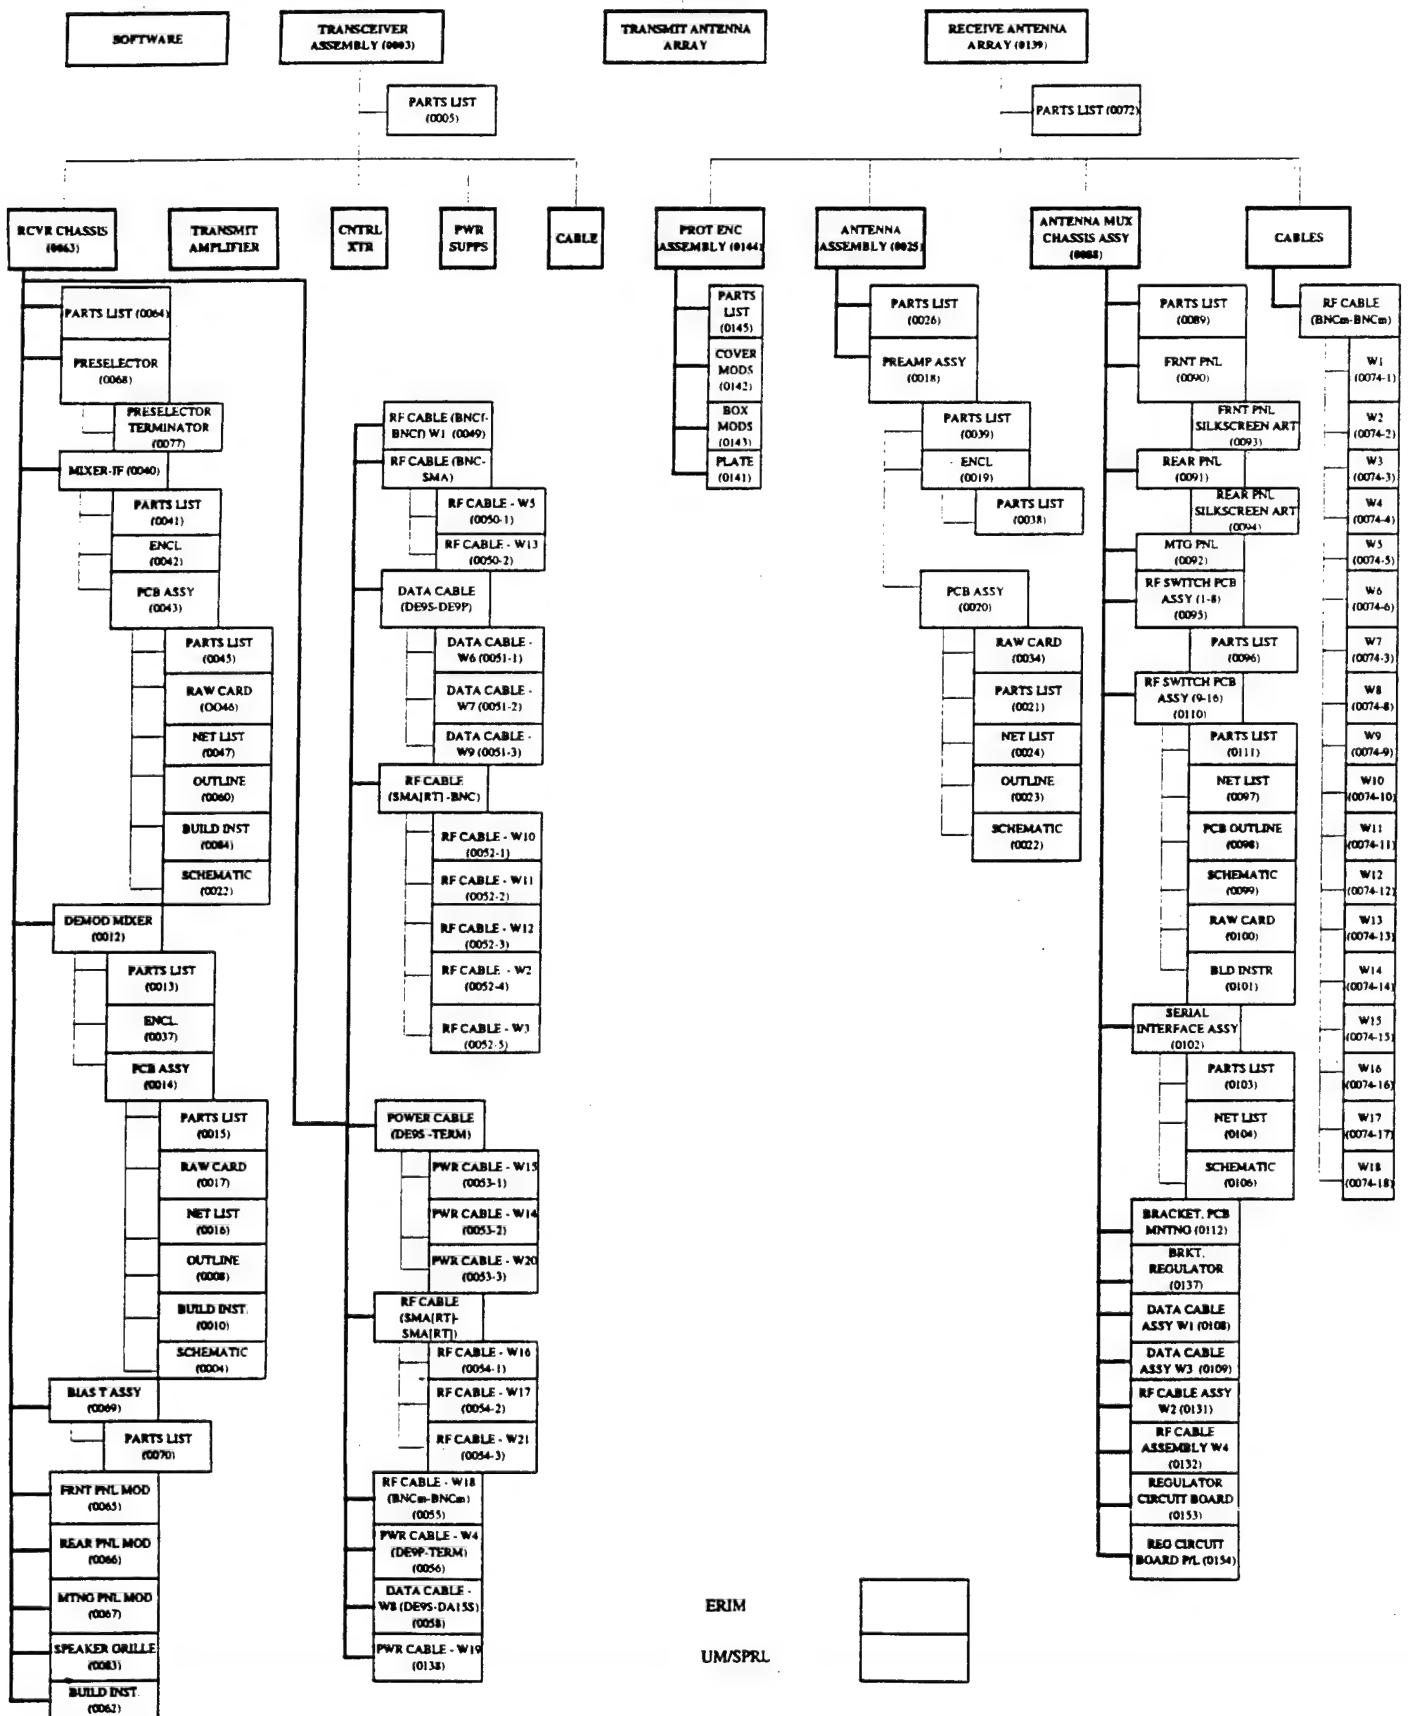 SOFTWARE
TRANSCEIVER
ASSEMBLY (0003)
TRANSMIT ANTENNA
ARRAY
RECEIVE ANTENNA
ARRAY (0139)
PARTS LIST
(0005)
PARTS LIST (0072)
RCVR CHASSIS
(0063)
TRANSMIT
AMPLIFIER
CNTRL
XTR
PWR
SUPPS
CABLE
PROT ENC
ASSEMBLY (0144)
ANTENNA
ASSEMBLY (0025)
ANTENNA MUX
CHASSIS ASSY
(0088)
CABLES
PARTS LIST (0064)
PRESELECTOR
(0068)
PRESELECTOR
TERMINATOR
(0077)
MIXER-IF (0040)
PARTS LIST
(0041)
ENCL
(0042)
PCB ASSY
(0043)
PARTS LIST
(0045)
RAW CARD
(OO46)
NET LIST
(0047)
OUTLINE
(0060)
BUILD INST
(0084)
SCHEMATIC
(0022)
DEMOD MIXER
(0012)
PARTS LIST
(0013)
ENCL
(0037)
PCB ASSY
(0014)
PARTS LIST
(0015)
RAW CARD
(0017)
NET LIST
(0016)
OUTLINE
(0008)
BUILD INST.
(0010)
SCHEMATIC
(0004)
BIAS T ASSY
(0069)
PARTS LIST
(0070)
FRNT PNL MOD
(0065)
REAR PNL MOD
(0066)
MTNG PNL MOD
(0067)
SPEAKER GRILLE
(0083)
BUILD INST.
(0062)
RF CABLE (BNCf-
BNCf) W1 (0049)
RF CABLE (BNC-
SMA)
RF CABLE - W5
(0050-1)
RF CABLE - W13
(0050-2)
DATA CABLE
(DE9S-DE9P)
DATA CABLE -
W6 (0051-1)
DATA CABLE -
W7 (0051-2)
DATA CABLE -
W9 (0051-3)
RF CABLE
(SMA[RT] -BNC)
RF CABLE - W10
(0052-1)
RF CABLE - W11
(0052-2)
RF CABLE - W12
(0052-3)
RF CABLE - W2
(0052-4)
RF CABLE - W3
(0052-5)
POWER CABLE
(DE9S -TERM)
PWR CABLE - W15
(0053-1)
PWR CABLE - W14
(0053-2)
PWR CABLE - W20
(0053-3)
RF CABLE
(SMA[RT]-
SMA[RT])
RF CABLE - W16
(0054-1)
RF CABLE - W17
(0054-2)
RF CABLE - W21
(0054-3)
RF CABLE - W18
(BNCm-BNCm)
(0055)
PWR CABLE - W4
(DE9P-TERM)
(0056)
DATA CABLE -
W8 (DE9S-DA15S)
(0058)
PWR CABLE - W19
(0138)
PARTS
LIST
(0145)
COVER
MODS
(0142)
BOX
MODS
(0143)
PLATE
(0141)
PARTS LIST
(0026)
PREAMP ASSY
(0018)
PARTS LIST
(0039)
ENCL
(0019)
PARTS LIST
(0038)
PCB ASSY
(0020)
RAW CARD
(0034)
PARTS LIST
(0021)
NET LIST
(0024)
OUTLINE
(0023)
SCHEMATIC
(0022)
PARTS LIST
(0089)
FRNT PNL
(0090)
FRNT PNL
SILKSCREEN ART
(0093)
REAR PNL
(0091)
REAR PNL
SILKSCREEN ART
(0094)
MTG PNL
(0092)
RF SWITCH PCB
ASSY (1-8)
(0095)
PARTS LIST
(0096)
RF SWITCH PCB
ASSY (9-16)
(0110)
PARTS LIST
(0111)
NET LIST
(0097)
PCB OUTLINE
(0098)
SCHEMATIC
(0099)
RAW CARD
(0100)
BLD INSTR
(0101)
SERIAL
INTERFACE ASSY
(0102)
PARTS LIST
(0103)
NET LIST
(0104)
SCHEMATIC
(0106)
BRACKET, PCB
MNTNG (0112)
BRKT.
REGULATOR
(0137)
DATA CABLE
ASSY W1 (0108)
DATA CABLE
ASSY W3 (0109)
RF CABLE ASSY
W2 (0131)
RF CABLE
ASSEMBLY W4
(0132)
REGULATOR
CIRCUIT BOARD
(0153)
REG CIRCUIT
BOARD P/L (0154)
RF CABLE
(BNCm-BNCm)
W1
(0074-1)
W2
(0074-2)
W3
(0074-3)
W4
(0074-4)
W5
(0074-5)
W6
(0074-6)
W7
(0074-3)
W8
(0074-8)
W9
(0074-9)
W10
(0074-10)
W11
(0074-11)
W12
(0074-12)
W13
(0074-13)
W14
(0074-14)
W15
(0074-15)
W16
(0074-16)
W17
(0074-17)
W18
(0074-18)
ERIM
UM/SPRL